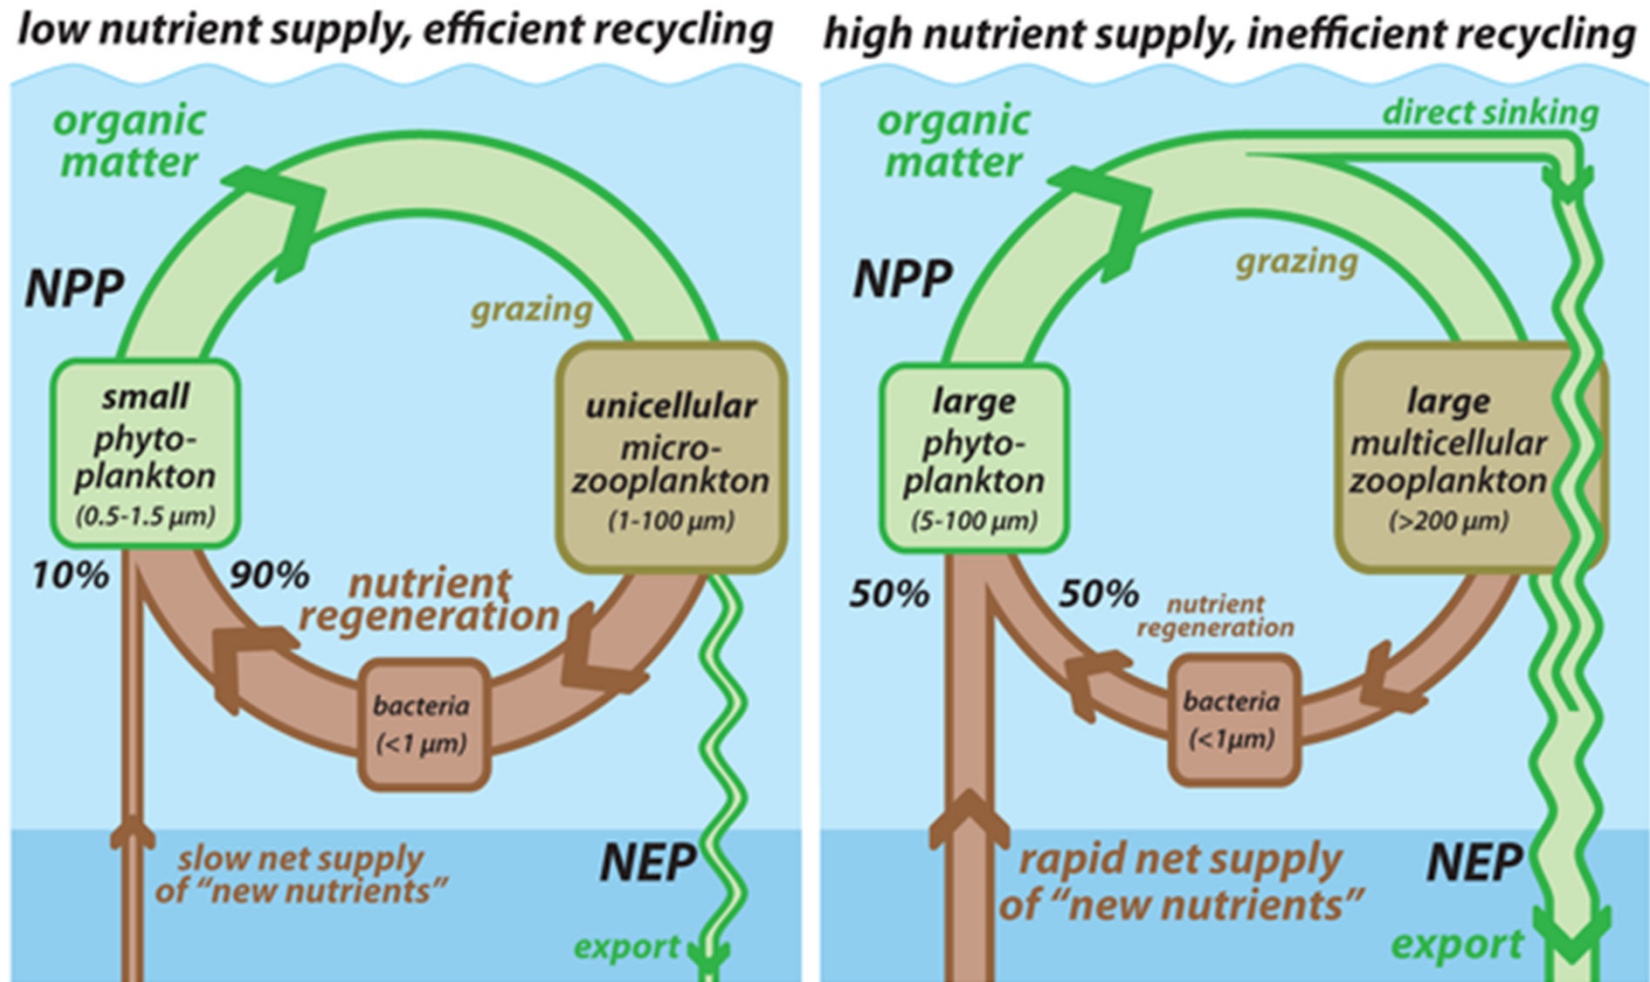 low nutrient supply, efficient recycling
organic
matter
NPP
grazing
small
phyto-
plankton
(0.5-1.5 µm)
unicellular
micro-
zooplankton
(1-100 µm)
10%
90%
nutrient
regeneration
bacteria
(<1 µm)
slow net supply
of “new nutrients”
NEP
export
high nutrient supply, inefficient recycling
organic
matter
direct sinking
NPP
grazing
large
phyto-
plankton
(5-100 µm)
large
multicellular
zooplankton
(>200 µm)
50%
50%
nutrient
regeneration
bacteria
(<1µm)
rapid net supply
of “new nutrients”
NEP
export